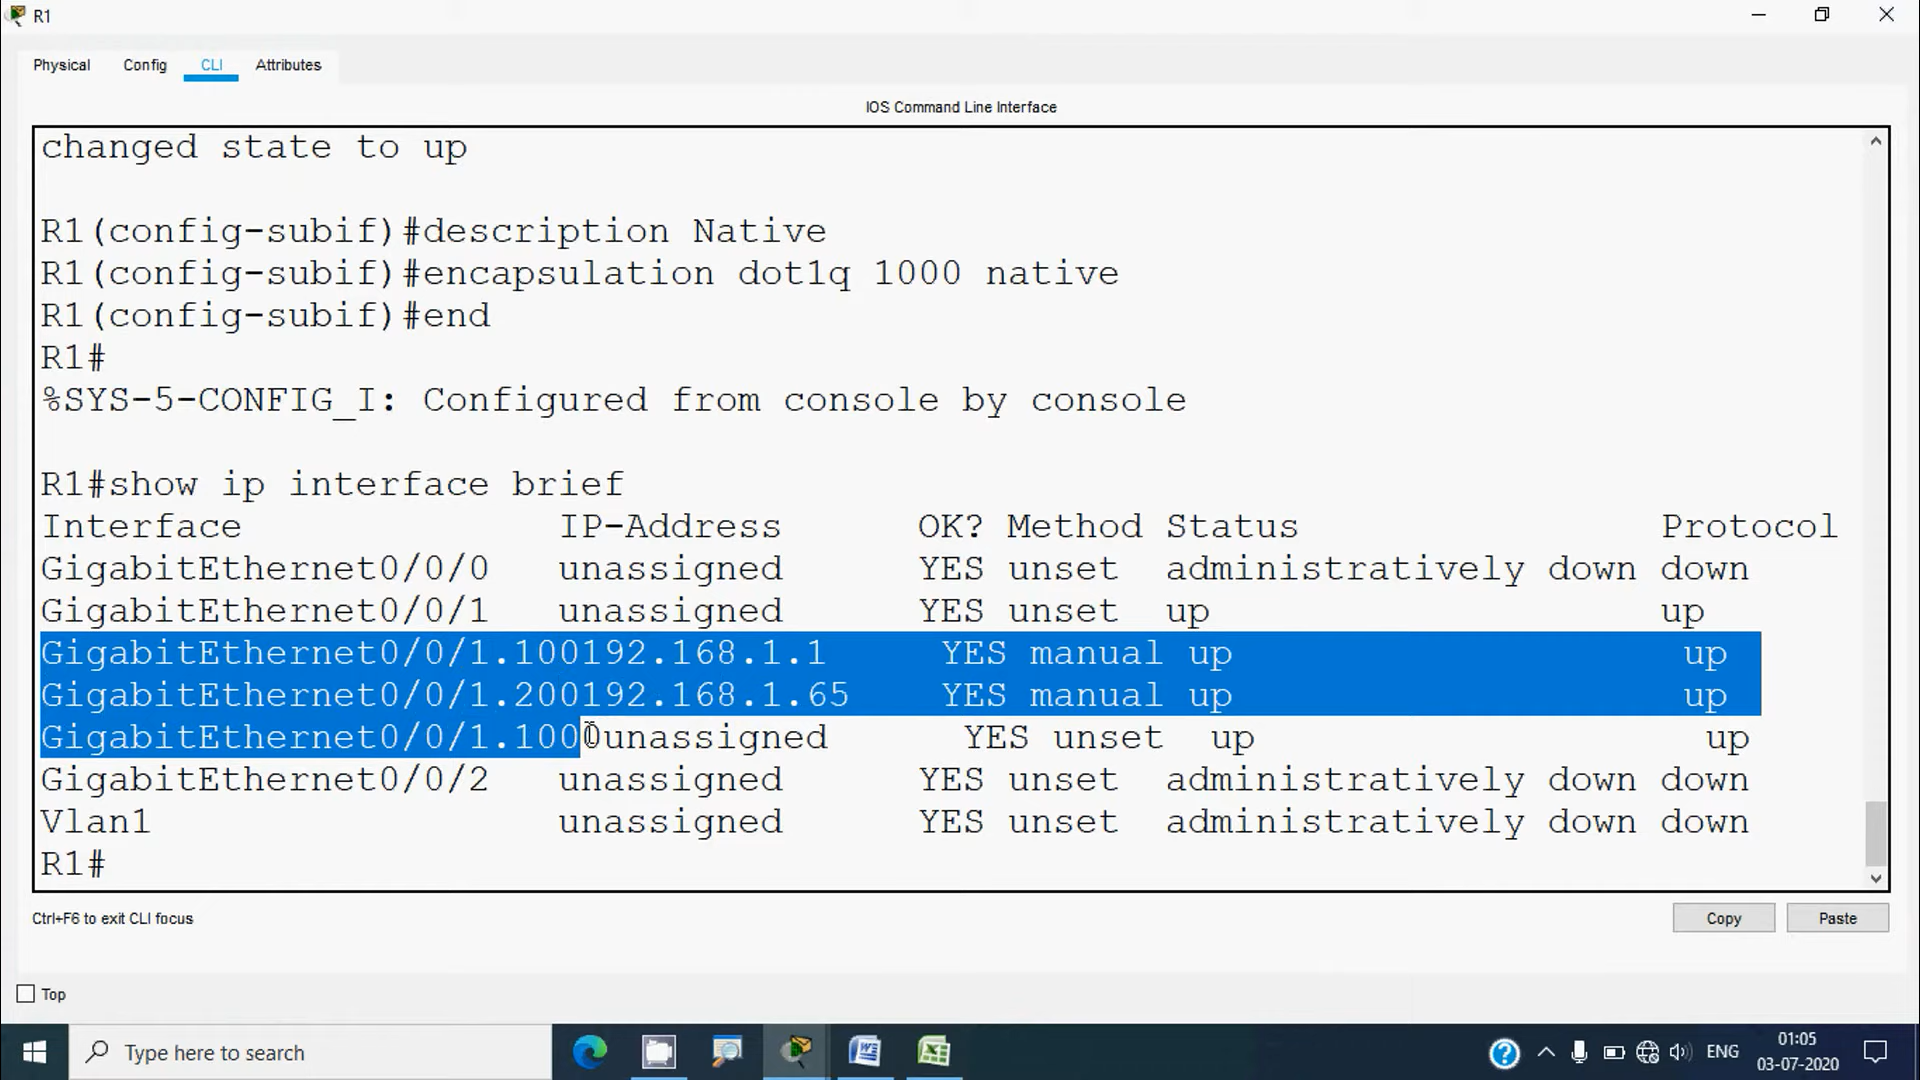 R1
Physical Config CLI Attributes
IOS Command Line Interface
changed state to up
R1(config-subif)#description Native
R1(config-subif)#encapsulation dot1q 1000 native
R1(config-subif)#end
R1#
%SYS-5-CONFIG_I: Configured from console by console
R1#show ip interface brief
Interface IP-Address OK? Method Status Protocol
GigabitEthernet0/0/0 unassigned YES unset administratively down down
GigabitEthernet0/0/1 unassigned YES unset up up
GigabitEthernet0/0/1.100192.168.1.1 YES manual up up
GigabitEthernet0/0/1.200192.168.1.65 YES manual up up
GigabitEthernet0/0/1.1000unassigned YES unset up up
GigabitEthernet0/0/2 unassigned YES unset administratively down down
Vlan1 unassigned YES unset administratively down down
R1#
Ctrl+F6 to exit CLI focus
Copy Paste
Top
Type here to search
ENG
01:05
03-07-2020